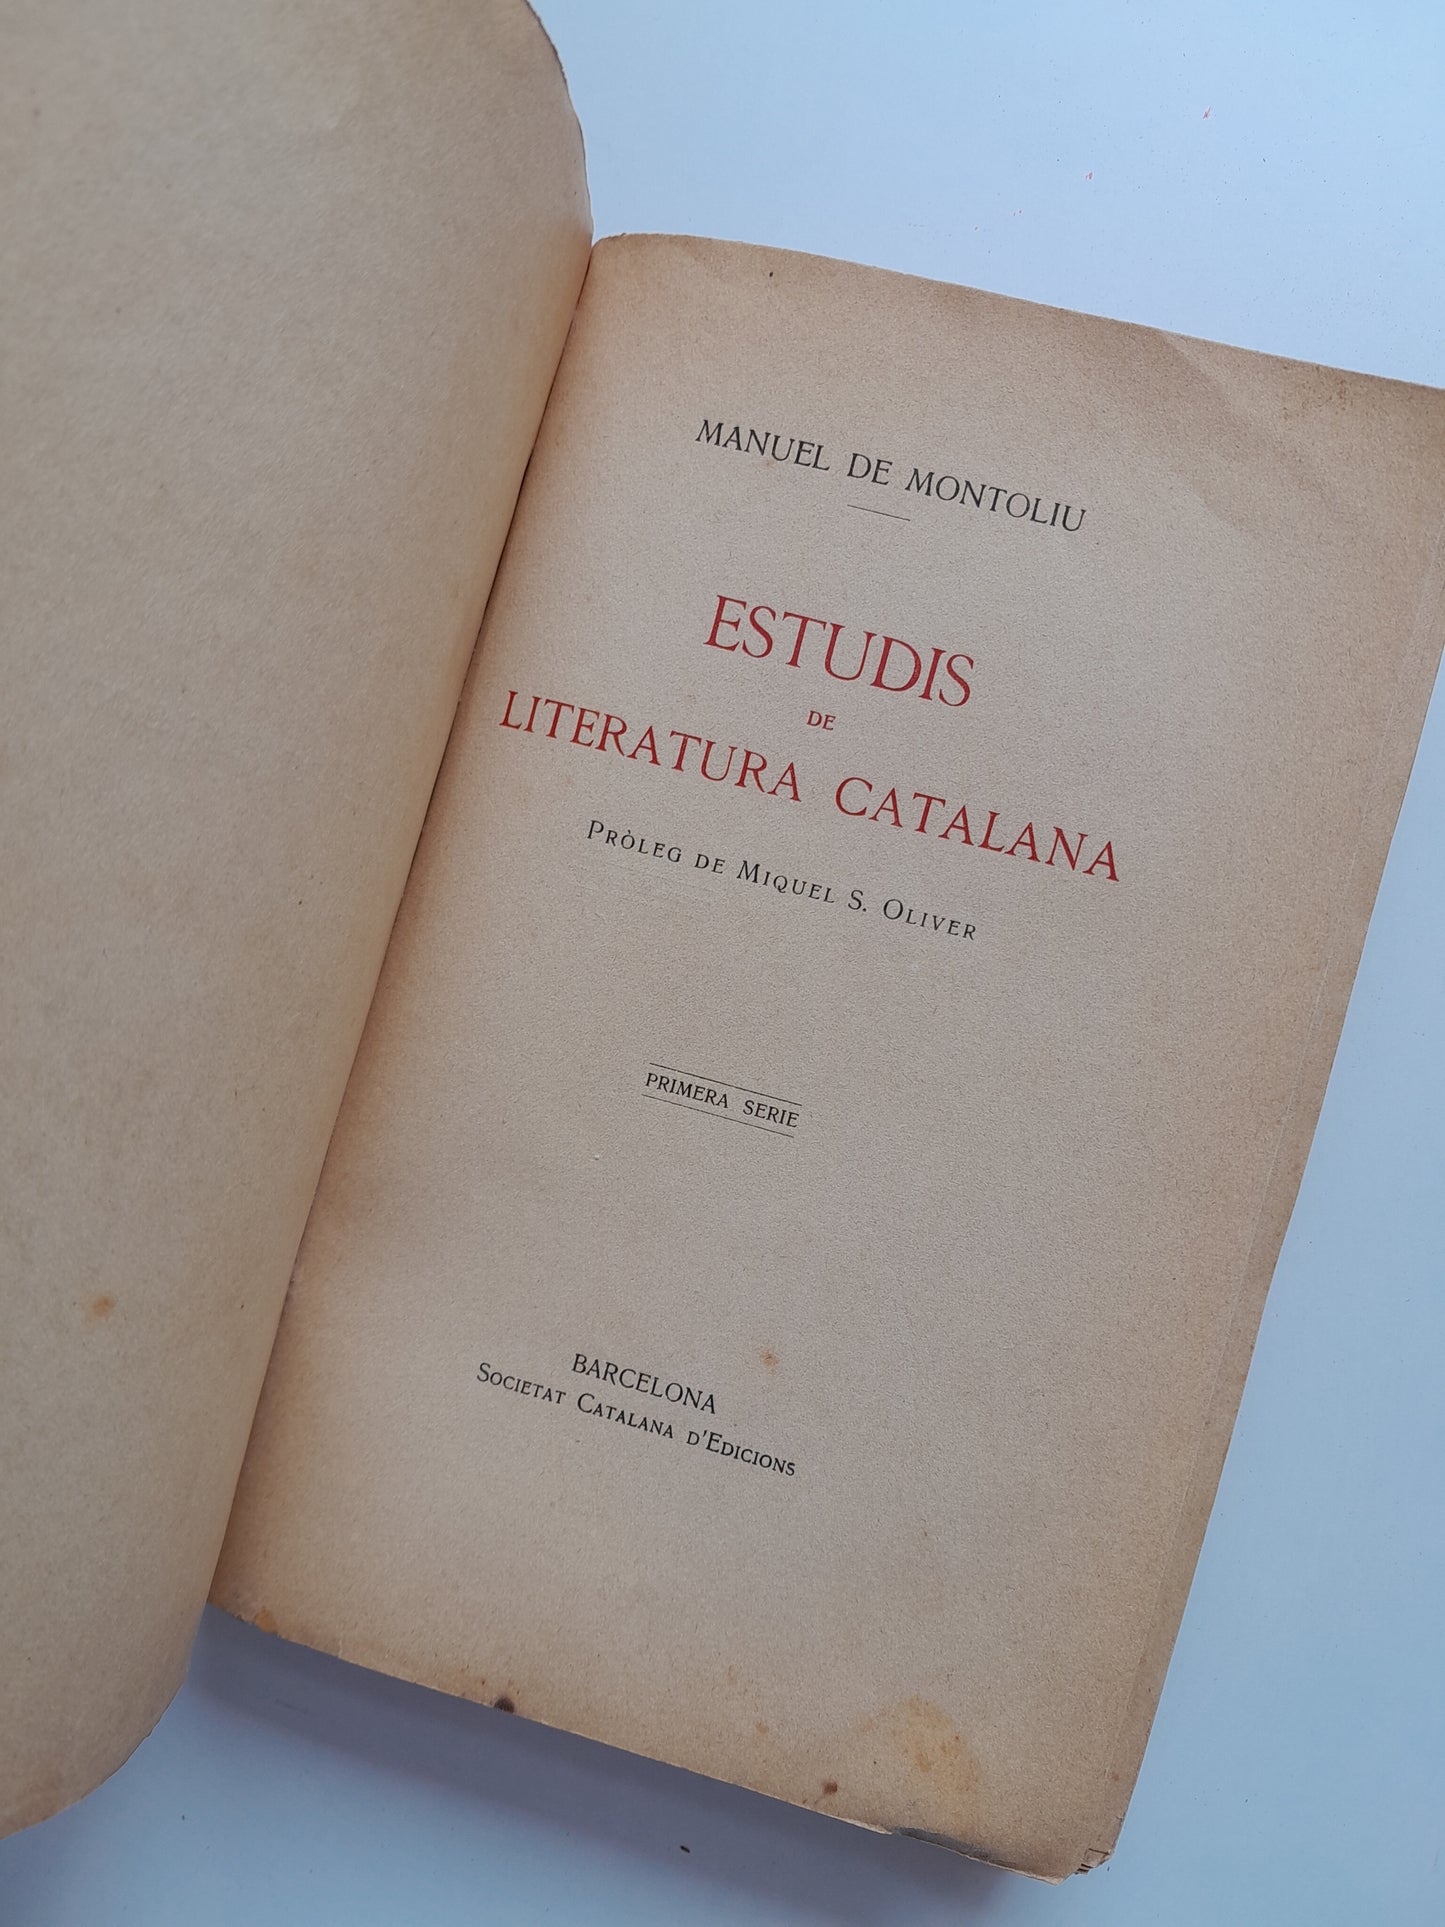 MANUEL DE MONTOLIU
ESTUDIS
DE
LITERATURA CATALANA
PRÒLEG DE MIQUEL S. OLIVER
PRIMERA SERIE
BARCELONA
SOCIETAT CATALANA D'EDICIONS